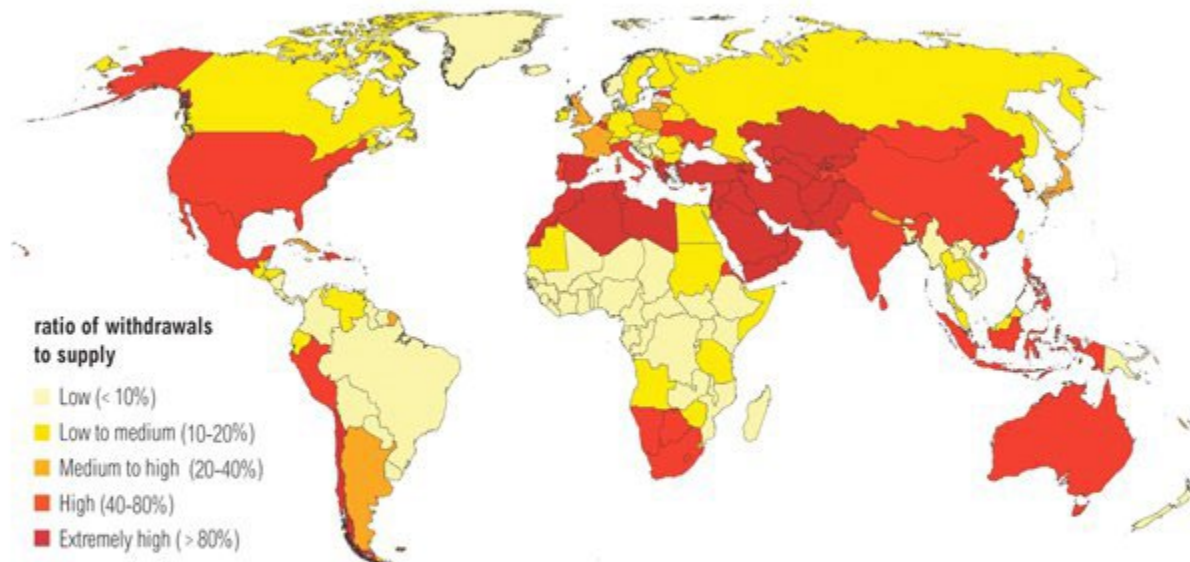 ratio of withdrawals
to supply
Low (< 10%)
Low to medium (10-20%)
Medium to high (20-40%)
High (40-80%)
Extremely high (> 80%)